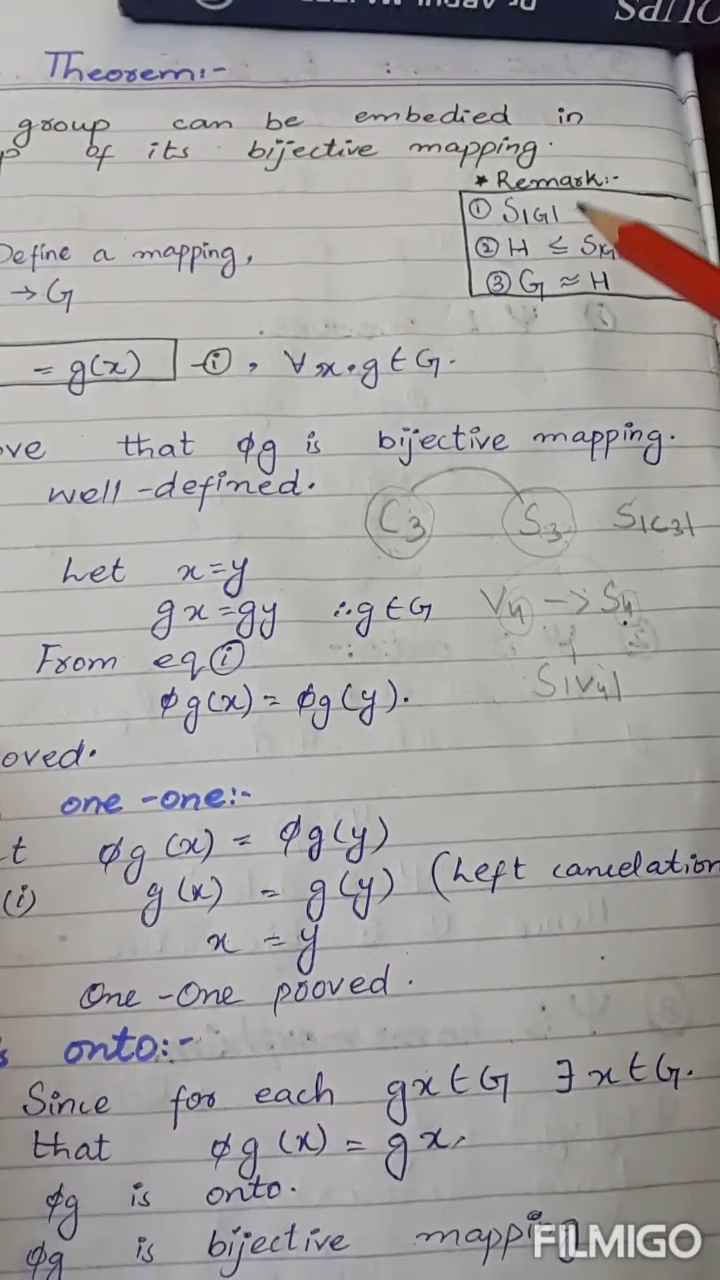 Theorem:-
group can be embedied in
of its bijective mapping.
* Remark:-
① S|G|
② H ≤ S|G|
③ G ≈ H
Define a mapping,
→ G
= g(x) -①, ∀ x, g ∈ G.
ove that φg is bijective mapping.
well-defined.
C3 S3 S|C3|
Let x=y
gx=gy ∴g∈G V4 → S4
From eq ①
S|V4|
φg(x) = φg(y).
oved.
one-one:-
t φg(x) = φg(y)
(i) g(x) = g(y) (Left cancelation
x = y
One-One pooved.
s onto:-
Since for each gx∈G ∃ x∈G.
that φg(x) = gx,
φg is onto.
φg is bijective mapping
FILMIGO